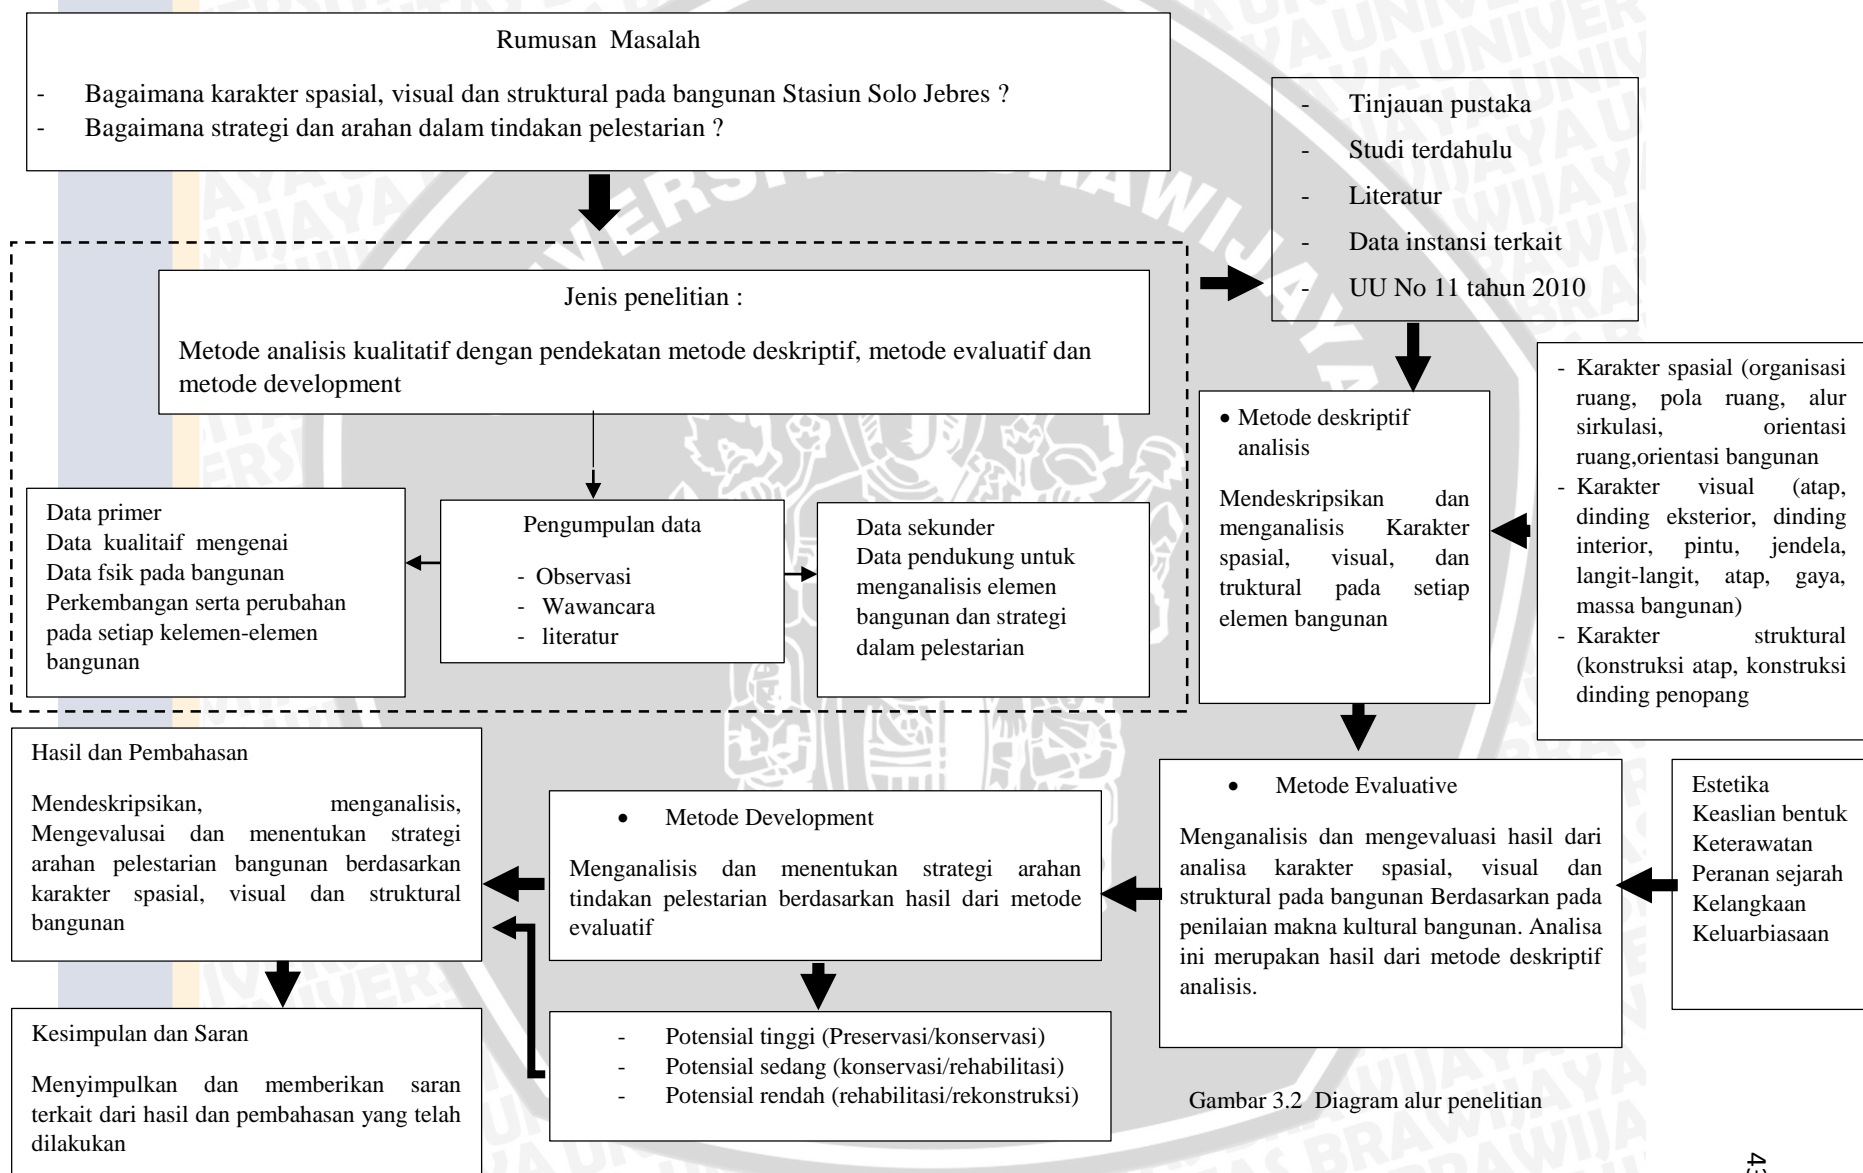 Rumusan Masalah
- Bagaimana karakter spasial, visual dan struktural pada bangunan Stasiun Solo Jebres ?
- Bagaimana strategi dan arahan dalam tindakan pelestarian ?
- Tinjauan pustaka
- Studi terdahulu
- Literatur
- Data instansi terkait
- UU No 11 tahun 2010
Jenis penelitian :
Metode analisis kualitatif dengan pendekatan metode deskriptif, metode evaluatif dan
metode development
Data primer
Data kualitaif mengenai
Data fsik pada bangunan
Perkembangan serta perubahan
pada setiap kelemen-elemen
bangunan
Pengumpulan data
- Observasi
- Wawancara
- literatur
Data sekunder
Data pendukung untuk
menganalisis elemen
bangunan dan strategi
dalam pelestarian
• Metode deskriptif
analisis
Mendeskripsikan dan
menganalisis Karakter
spasial, visual, dan
truktural pada setiap
elemen bangunan
- Karakter spasial (organisasi
ruang, pola ruang, alur
sirkulasi, orientasi
ruang,orientasi bangunan
- Karakter visual (atap,
dinding eksterior, dinding
interior, pintu, jendela,
langit-langit, atap, gaya,
massa bangunan)
- Karakter struktural
(konstruksi atap, konstruksi
dinding penopang
Hasil dan Pembahasan
Mendeskripsikan, menganalisis,
Mengevalusai dan menentukan strategi
arahan pelestarian bangunan berdasarkan
karakter spasial, visual dan struktural
bangunan
• Metode Development
Menganalisis dan menentukan strategi arahan
tindakan pelestarian berdasarkan hasil dari metode
evaluatif
• Metode Evaluative
Menganalisis dan mengevaluasi hasil dari
analisa karakter spasial, visual dan
struktural pada bangunan Berdasarkan pada
penilaian makna kultural bangunan. Analisa
ini merupakan hasil dari metode deskriptif
analisis.
Estetika
Keaslian bentuk
Keterawatan
Peranan sejarah
Kelangkaan
Keluarbiasaan
Kesimpulan dan Saran
Menyimpulkan dan memberikan saran
terkait dari hasil dan pembahasan yang telah
dilakukan
- Potensial tinggi (Preservasi/konservasi)
- Potensial sedang (konservasi/rehabilitasi)
- Potensial rendah (rehabilitasi/rekonstruksi)
Gambar 3.2 Diagram alur penelitian